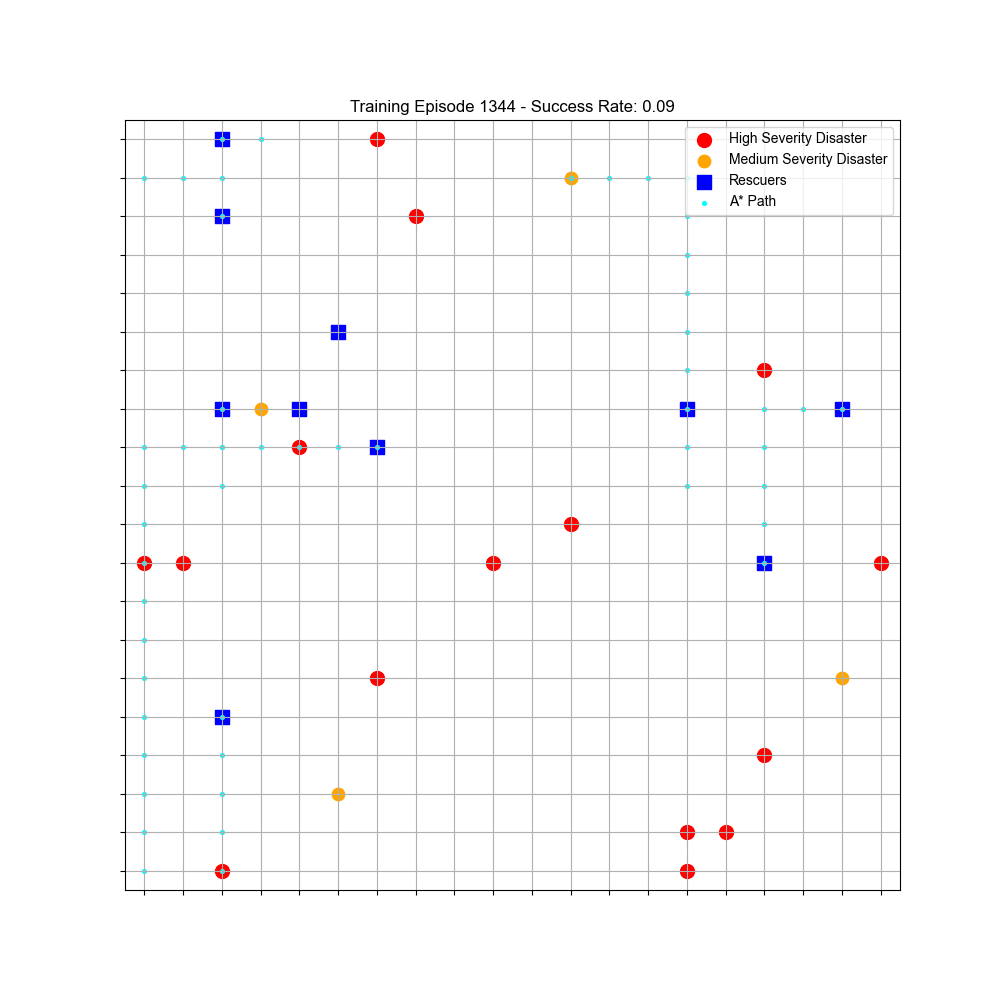 Training Episode 1344 - Success Rate: 0.09
High Severity Disaster
Medium Severity Disaster
Rescuers
A* Path